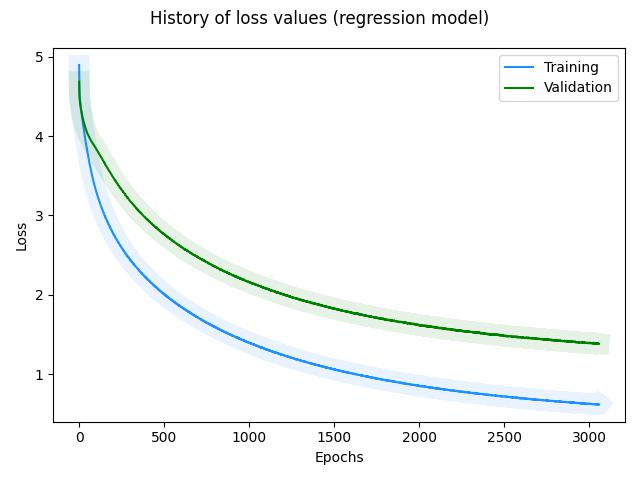 History of loss values (regression model)
Training
Validation
5
4
3
2
1
Loss
0 500 1000 1500 2000 2500 3000
Epochs